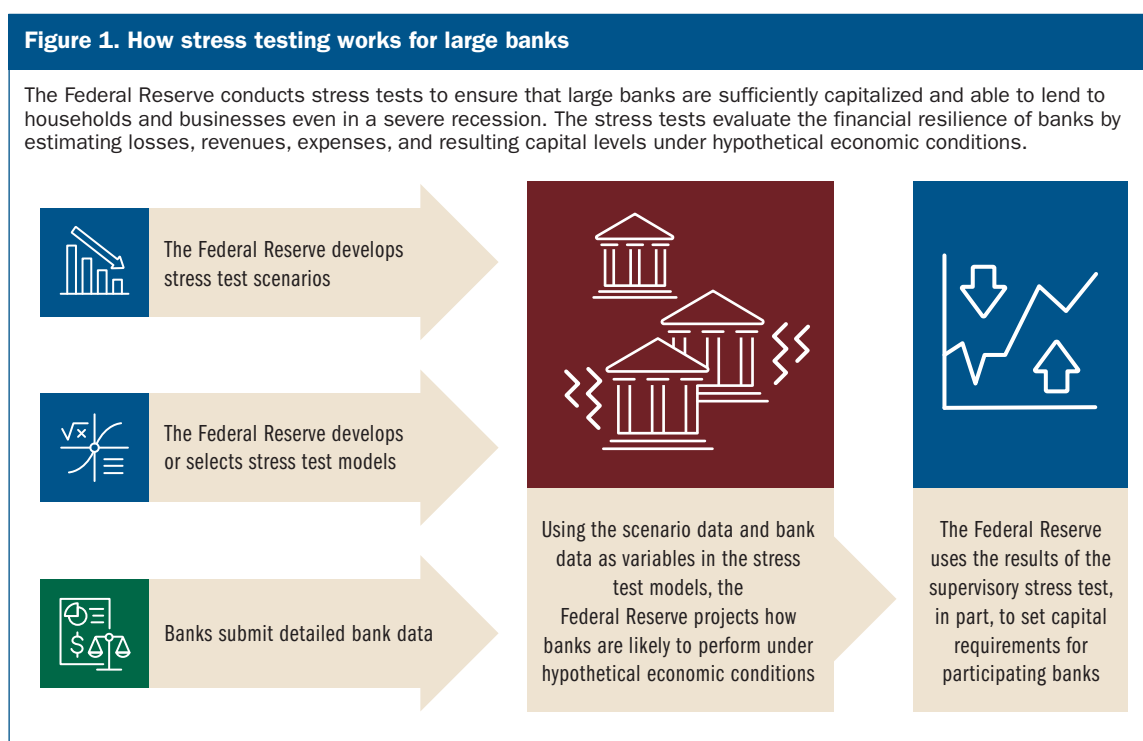 Figure 1. How stress testing works for large banks
The Federal Reserve conducts stress tests to ensure that large banks are sufficiently capitalized and able to lend to
households and businesses even in a severe recession. The stress tests evaluate the financial resilience of banks by
estimating losses, revenues, expenses, and resulting capital levels under hypothetical economic conditions.
The Federal Reserve develops
stress test scenarios
√x
The Federal Reserve develops
or selects stress test models
$
Banks submit detailed bank data
Using the scenario data and bank
data as variables in the stress
test models, the
Federal Reserve projects how
banks are likely to perform under
hypothetical economic conditions
The Federal Reserve
uses the results of the
supervisory stress test,
in part, to set capital
requirements for
participating banks